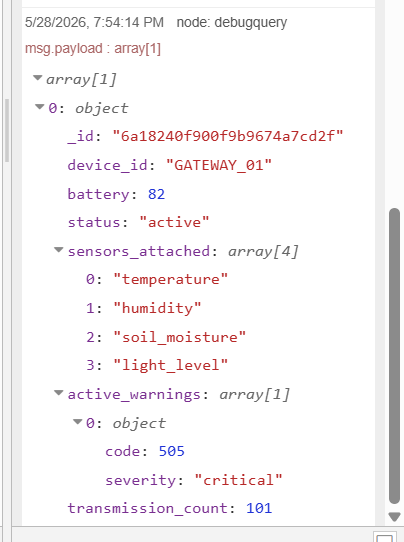 5/28/2026, 7:54:14 PM node: debugquery
msg.payload : array[1]
array[1]
0: object
_id: "6a18240f900f9b9674a7cd2f"
device_id: "GATEWAY_01"
battery: 82
status: "active"
sensors_attached: array[4]
0: "temperature"
1: "humidity"
2: "soil_moisture"
3: "light_level"
active_warnings: array[1]
0: object
code: 505
severity: "critical"
transmission_count: 101